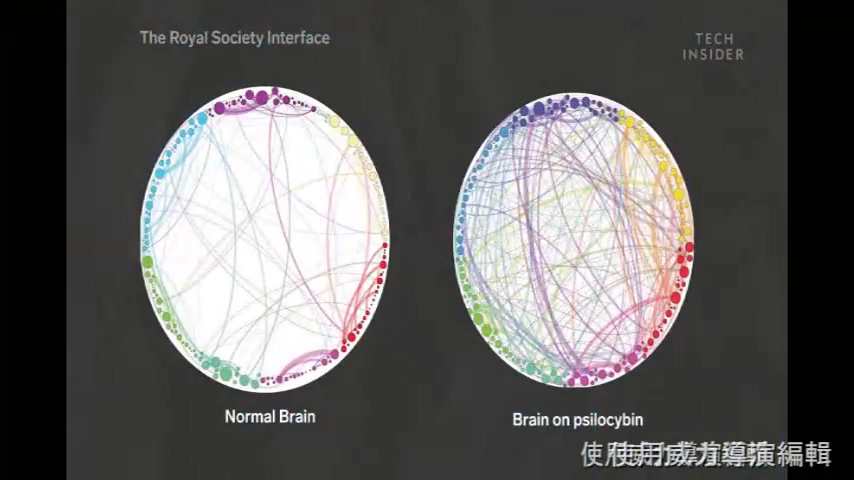 The Royal Society Interface
TECH
INSIDER
Normal Brain
Brain on psilocybin